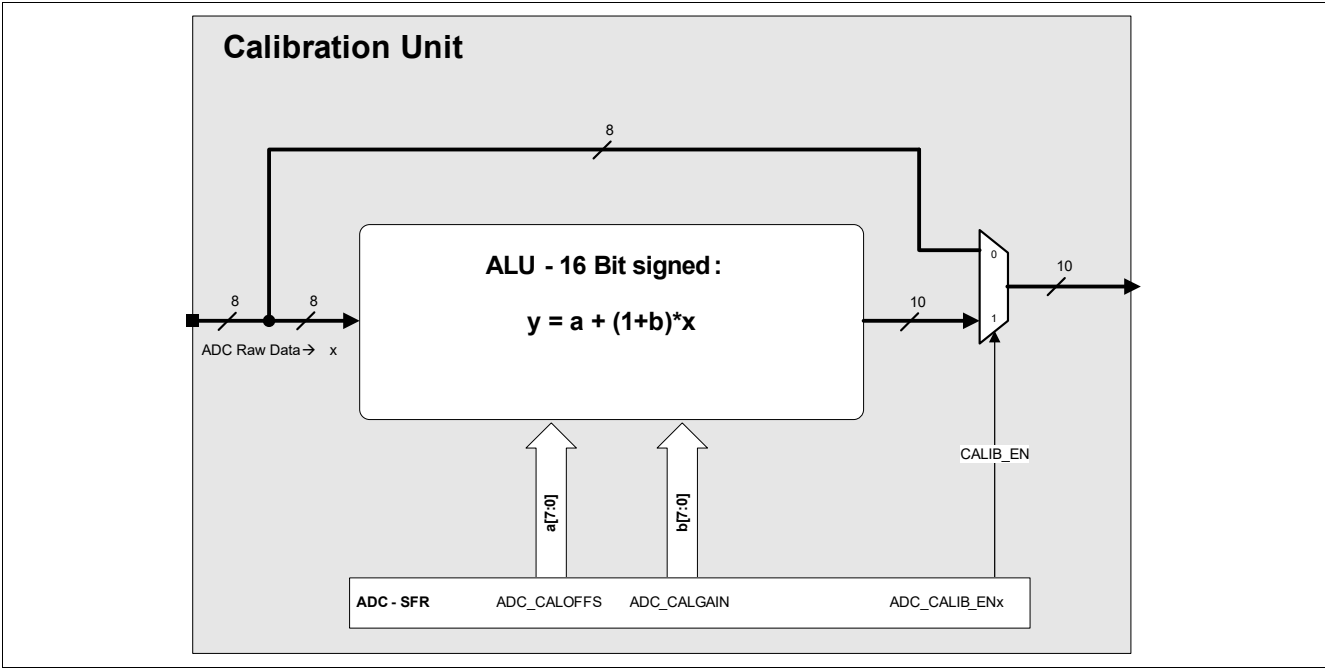 Calibration Unit
8
ALU - 16 Bit signed :
y = a + (1+b)*x
0
10
8
8
10
1
ADC Raw Data→ x
CALIB_EN
a[7:0]
b[7:0]
ADC - SFR
ADC_CALOFFS
ADC_CALGAIN
ADC_CALIB_ENx